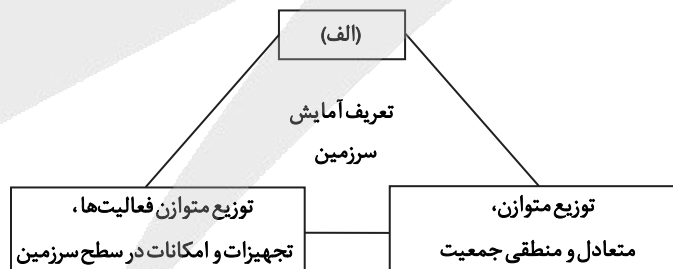 (الف)
تعریف آمایش
سرزمین
توزیع متوازن،
متعادل و منطقی جمعیت
توزیع متوازن فعالیت‌ها،
تجهیزات و امکانات در سطح سرزمین